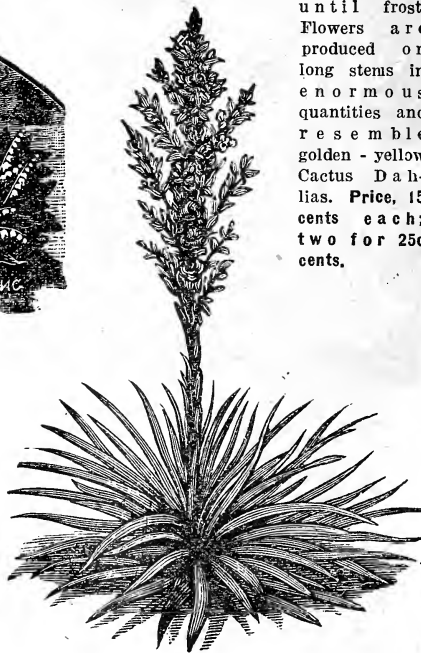 until frost
Flowers are
produced on
long stems in
enormous
quantities and
resemble
golden - yellow
Cactus Dah-
lias. Price, 15
cents each;
two for 25c
cents.